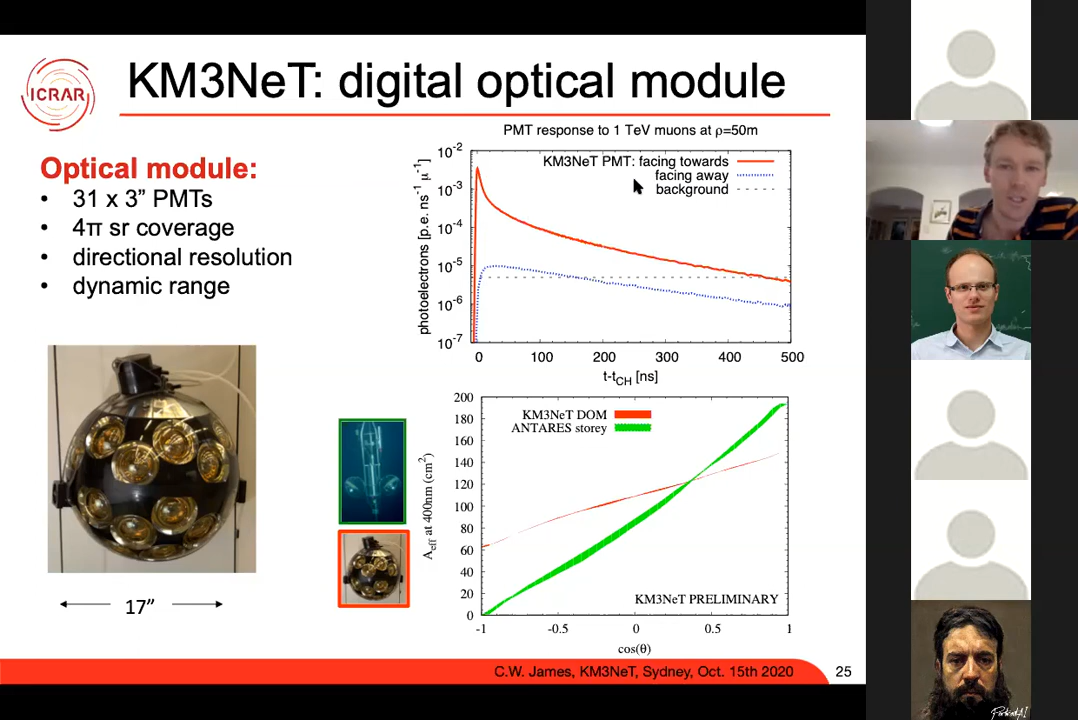 ICRAR
KM3NeT: digital optical module
Optical module:
• 31 x 3” PMTs
• 4π sr coverage
• directional resolution
• dynamic range
17”
PMT response to 1 TeV muons at ρ=50m
KM3NeT PMT: facing towards
facing away
background
photoelectrons [p.e. ns⁻¹ μ⁻¹]
10⁻²
10⁻³
10⁻⁴
10⁻⁵
10⁻⁶
10⁻⁷
0 100 200 300 400 500
t-tCH [ns]
KM3NeT DOM
ANTARES storey
Aeff at 400nm (cm²)
200
180
160
140
120
100
80
60
40
20
0
-1 -0.5 0 0.5 1
cos(θ)
KM3NeT PRELIMINARY
C.W. James, KM3NeT, Sydney, Oct. 15th 2020
25